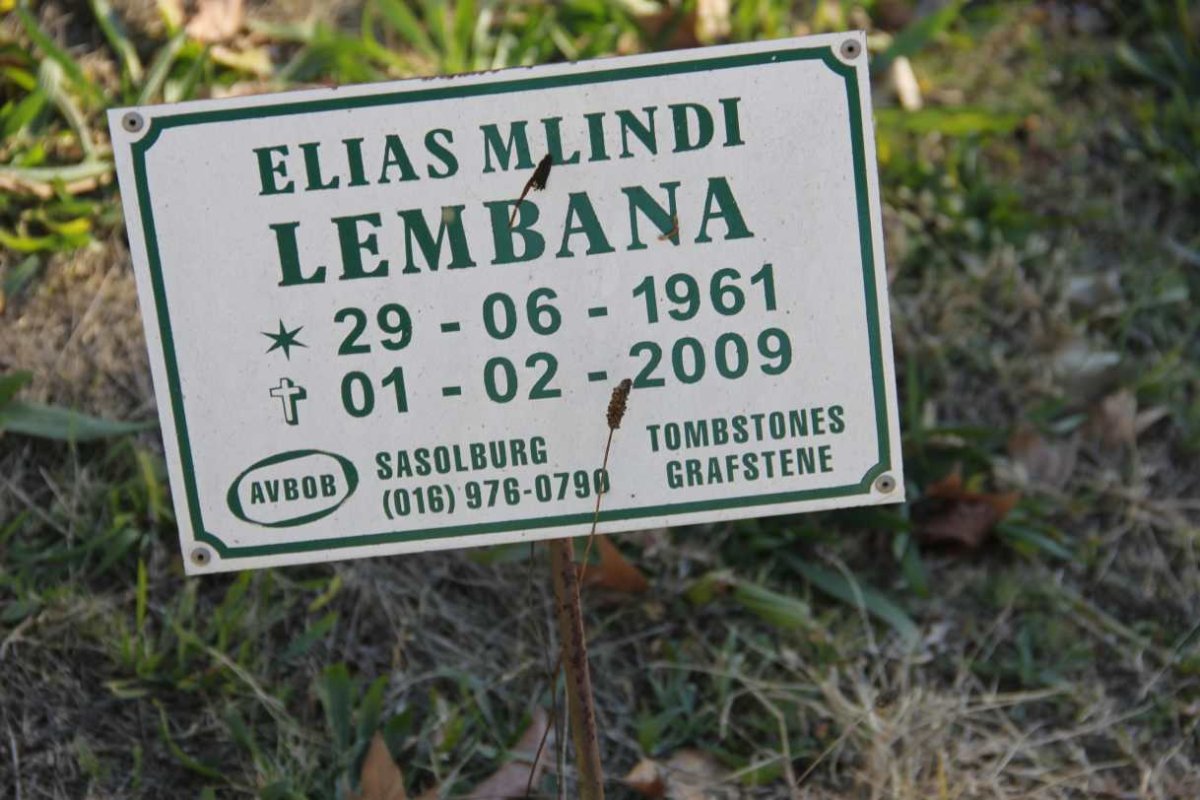 ELIAS MLINDI
LEMBANA
29 - 06 - 1961
01 - 02 - 2009
AVBOB
SASOLBURG
(016) 976-0790
TOMBSTONES
GRAFSTENE